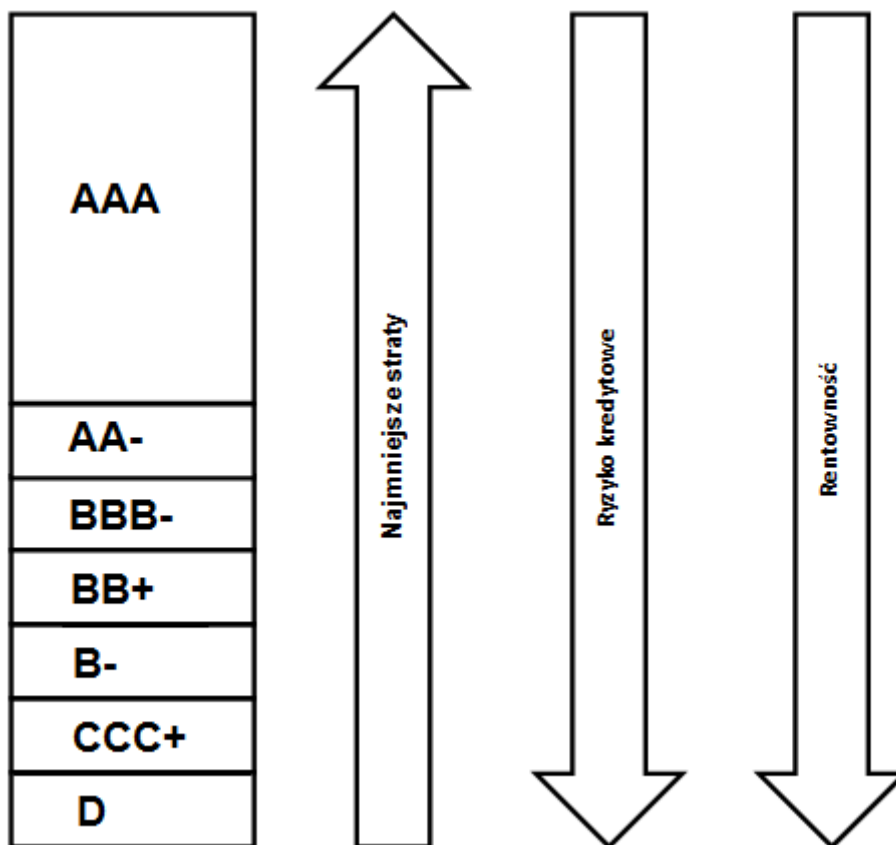 AAA
AA-
BBB-
BB+
B-
CCC+
D
Najmniejsze straty
Ryzyko kredytowe
Rentowność